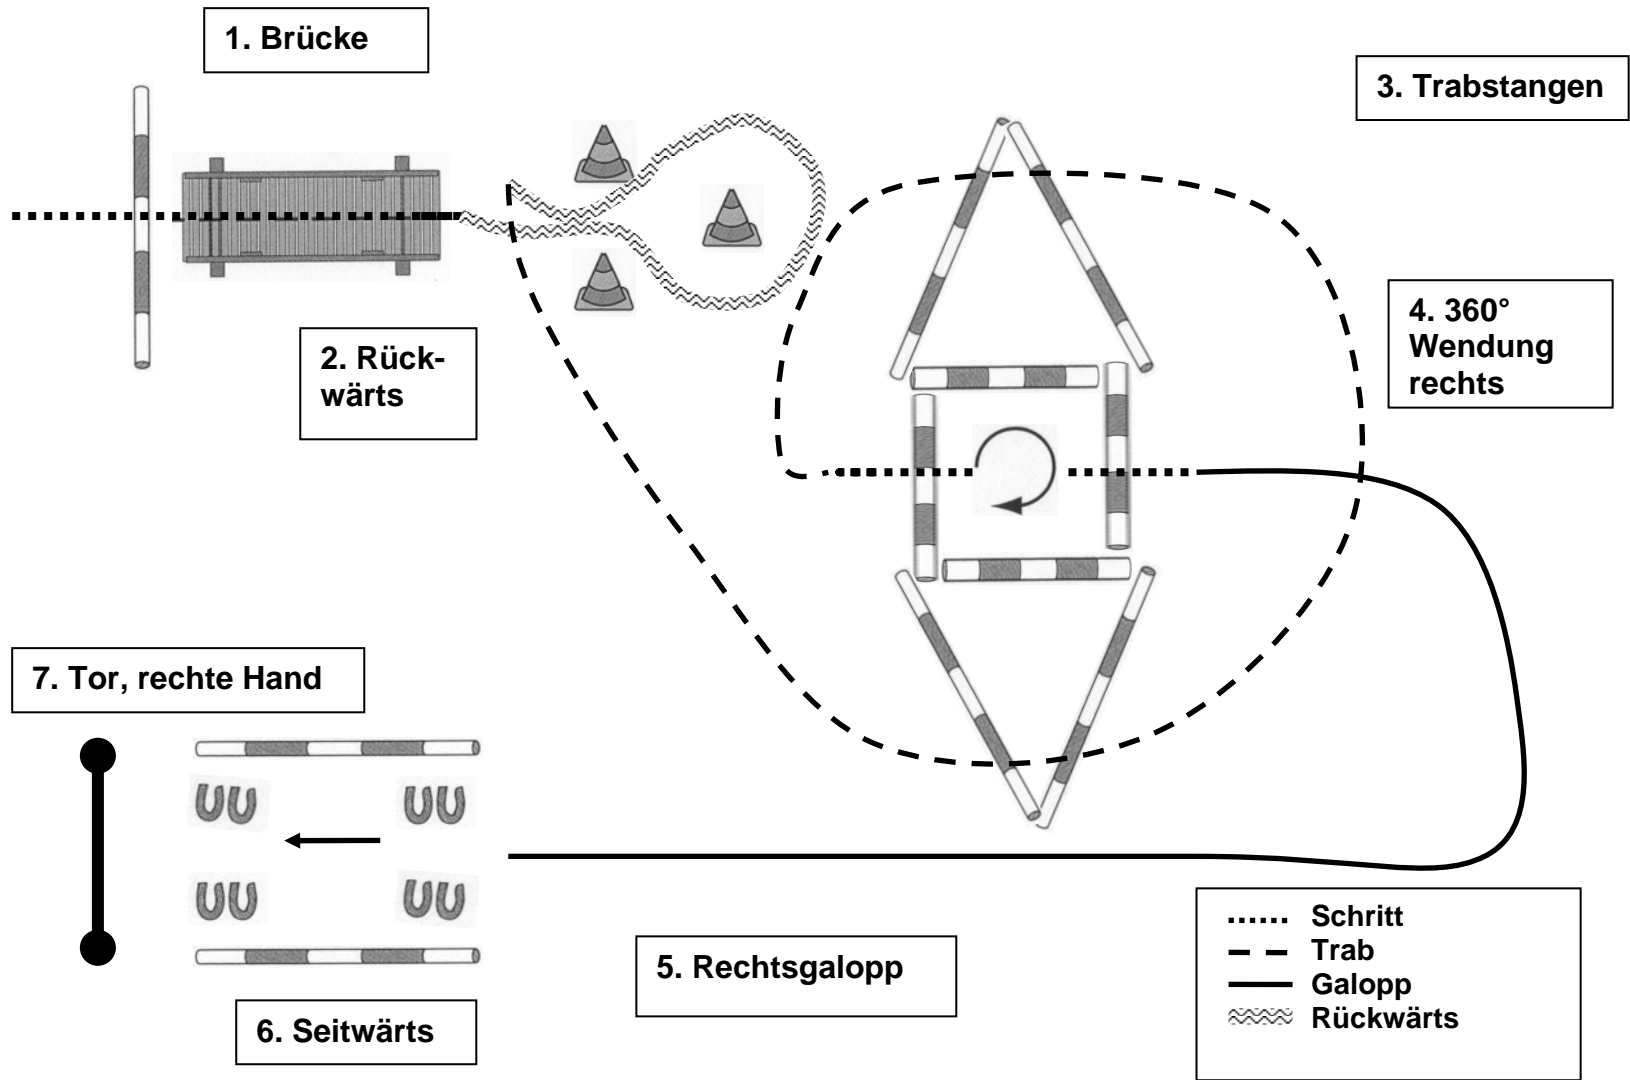 1. Brücke
3. Trabstangen
2. Rück-
wärts
4. 360°
Wendung
rechts
7. Tor, rechte Hand
5. Rechtsgalopp
6. Seitwärts
Schritt
Trab
Galopp
Rückwärts